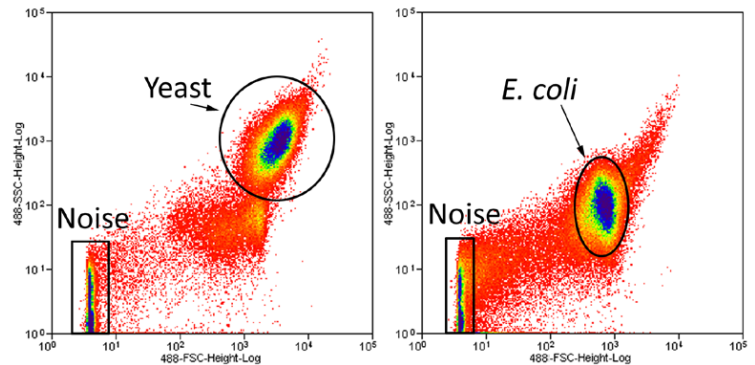 10⁵
10⁴
10³
10²
10¹
10⁰
488-SSC-Height-Log
Yeast
Noise
10⁰ 10¹ 10² 10³ 10⁴ 10⁵
488-FSC-Height-Log
10⁵
10⁴
10³
10²
10¹
10⁰
488-SSC-Height-Log
E. coli
Noise
10⁰ 10¹ 10² 10³ 10⁴ 10⁵
488-FSC-Height-Log